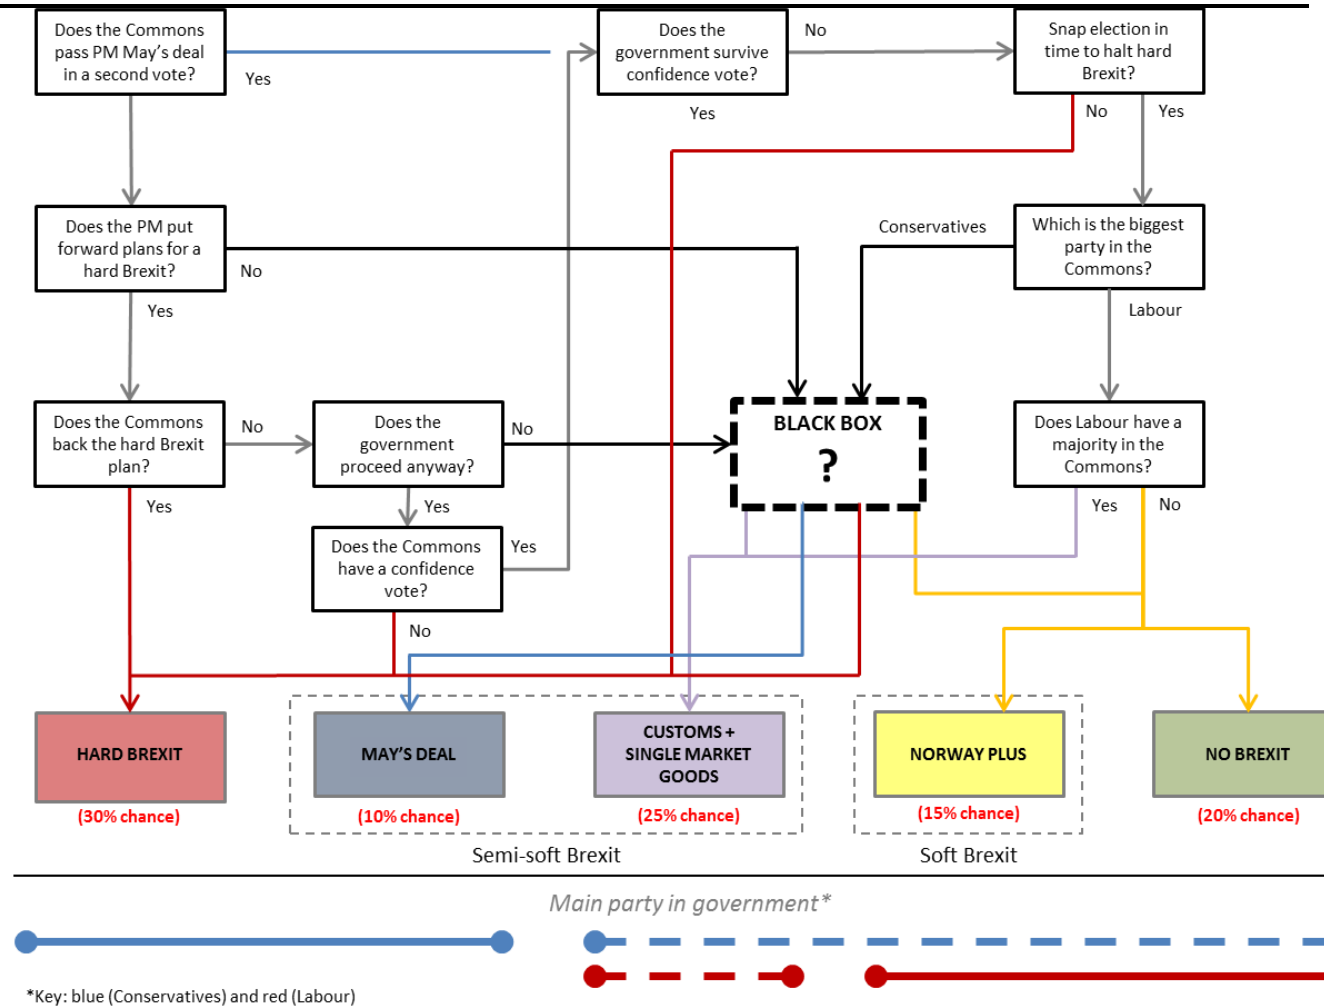 Does the Commons
pass PM May's deal
in a second vote?
Yes
Does the
government survive
confidence vote?
No
Yes
Snap election in
time to halt hard
Brexit?
No
Yes
Does the PM put
forward plans for a
hard Brexit?
No
Yes
Conservatives
Which is the biggest
party in the
Commons?
Labour
Does the Commons
back the hard Brexit
plan?
No
Yes
Does the
government
proceed anyway?
No
Yes
BLACK BOX
?
Does Labour have a
majority in the
Commons?
Yes
No
Does the Commons
have a confidence
vote?
Yes
No
HARD BREXIT
(30% chance)
MAY'S DEAL
(10% chance)
CUSTOMS +
SINGLE MARKET
GOODS
(25% chance)
NORWAY PLUS
(15% chance)
NO BREXIT
(20% chance)
Semi-soft Brexit
Soft Brexit
Main party in government*
*Key: blue (Conservatives) and red (Labour)